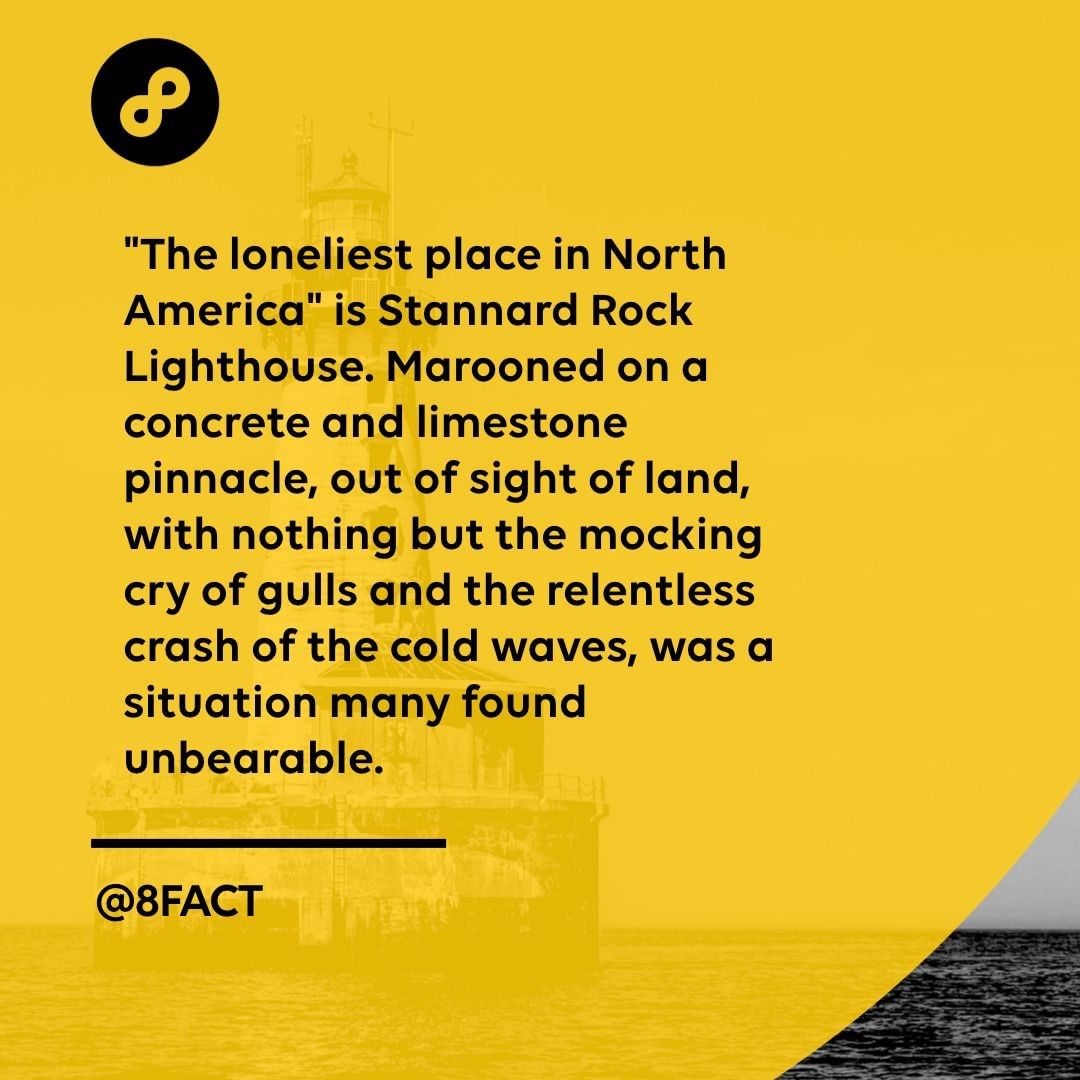 "The loneliest place in North
America" is Stannard Rock
Lighthouse. Marooned on a
concrete and limestone
pinnacle, out of sight of land,
with nothing but the mocking
cry of gulls and the relentless
crash of the cold waves, was a
situation many found
unbearable.
@8FACT